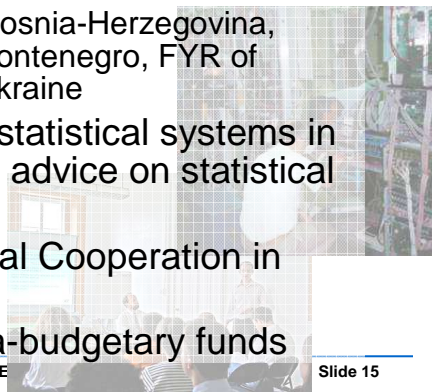 osnia-Herzegovina,
ontenegro, FYR of
kraine
statistical systems in
advice on statistical
al Cooperation in
a-budgetary funds
E
Slide 15